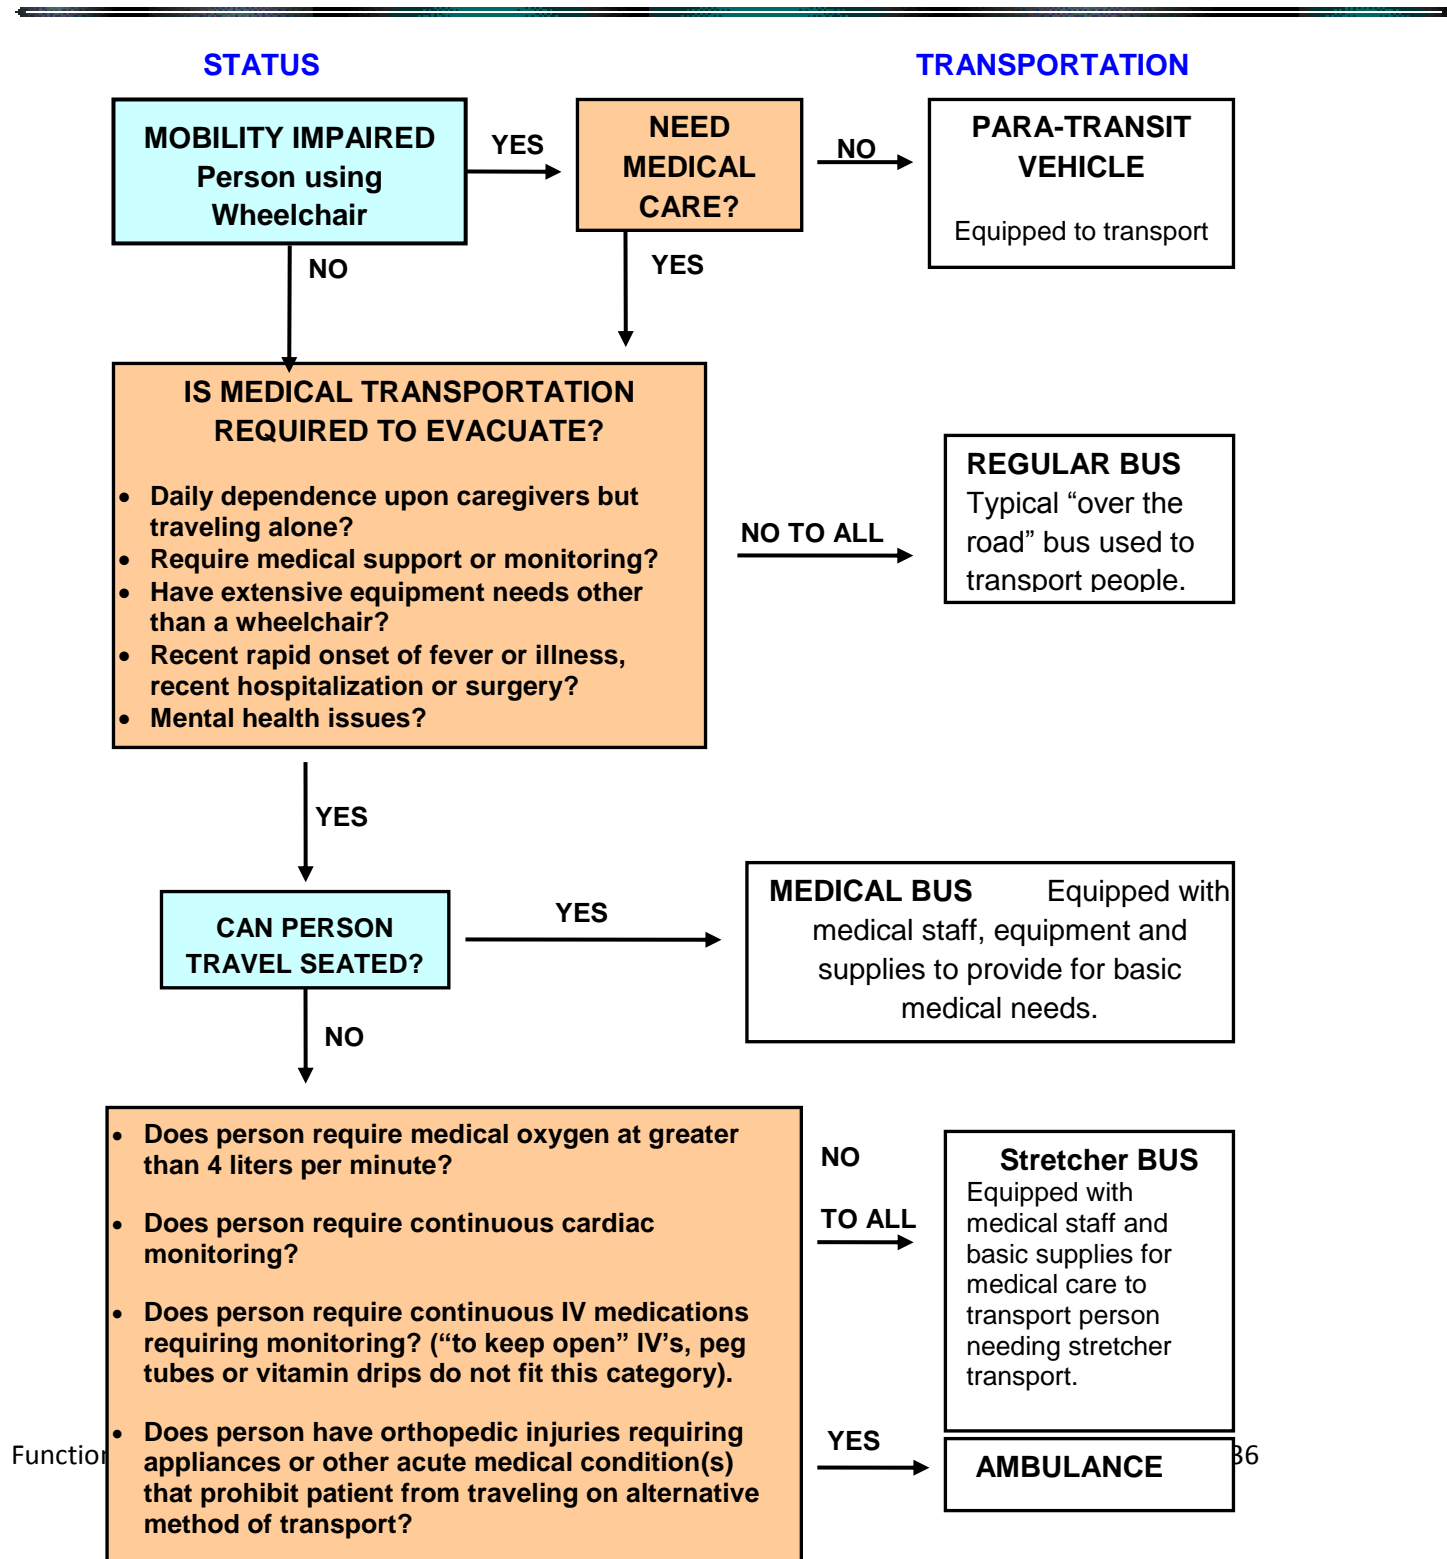 STATUS
TRANSPORTATION
MOBILITY IMPAIRED
Person using
Wheelchair
YES
NEED
MEDICAL
CARE?
NO
PARA-TRANSIT
VEHICLE
Equipped to transport
NO
YES
IS MEDICAL TRANSPORTATION
REQUIRED TO EVACUATE?
• Daily dependence upon caregivers but
traveling alone?
• Require medical support or monitoring?
• Have extensive equipment needs other
than a wheelchair?
• Recent rapid onset of fever or illness,
recent hospitalization or surgery?
• Mental health issues?
NO TO ALL
REGULAR BUS
Typical “over the
road” bus used to
transport people.
YES
CAN PERSON
TRAVEL SEATED?
YES
MEDICAL BUS Equipped with
medical staff, equipment and
supplies to provide for basic
medical needs.
NO
• Does person require medical oxygen at greater
than 4 liters per minute?
• Does person require continuous cardiac
monitoring?
• Does person require continuous IV medications
requiring monitoring? (“to keep open” IV’s, peg
tubes or vitamin drips do not fit this category).
• Does person have orthopedic injuries requiring
appliances or other acute medical condition(s)
that prohibit patient from traveling on alternative
method of transport?
NO
TO ALL
Stretcher BUS
Equipped with
medical staff and
basic supplies for
medical care to
transport person
needing stretcher
transport.
YES
AMBULANCE